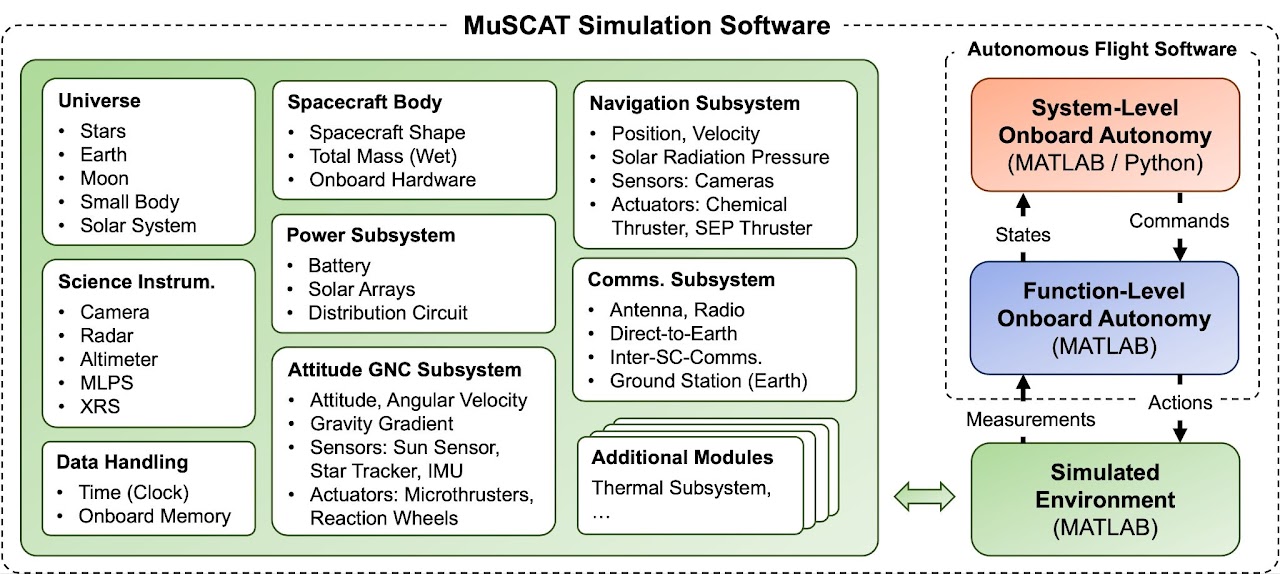 MuSCAT Simulation Software
Universe
• Stars
• Earth
• Moon
• Small Body
• Solar System
Science Instrum.
• Camera
• Radar
• Altimeter
• MLPS
• XRS
Data Handling
• Time (Clock)
• Onboard Memory
Spacecraft Body
• Spacecraft Shape
• Total Mass (Wet)
• Onboard Hardware
Power Subsystem
• Battery
• Solar Arrays
• Distribution Circuit
Attitude GNC Subsystem
• Attitude, Angular Velocity
• Gravity Gradient
• Sensors: Sun Sensor,
Star Tracker, IMU
• Actuators: Microthrusters,
Reaction Wheels
Navigation Subsystem
• Position, Velocity
• Solar Radiation Pressure
• Sensors: Cameras
• Actuators: Chemical
Thruster, SEP Thruster
Comms. Subsystem
• Antenna, Radio
• Direct-to-Earth
• Inter-SC-Comms.
• Ground Station (Earth)
Additional Modules
Thermal Subsystem,
...
Autonomous Flight Software
System-Level
Onboard Autonomy
(MATLAB / Python)
States
Commands
Function-Level
Onboard Autonomy
(MATLAB)
Measurements
Actions
Simulated
Environment
(MATLAB)